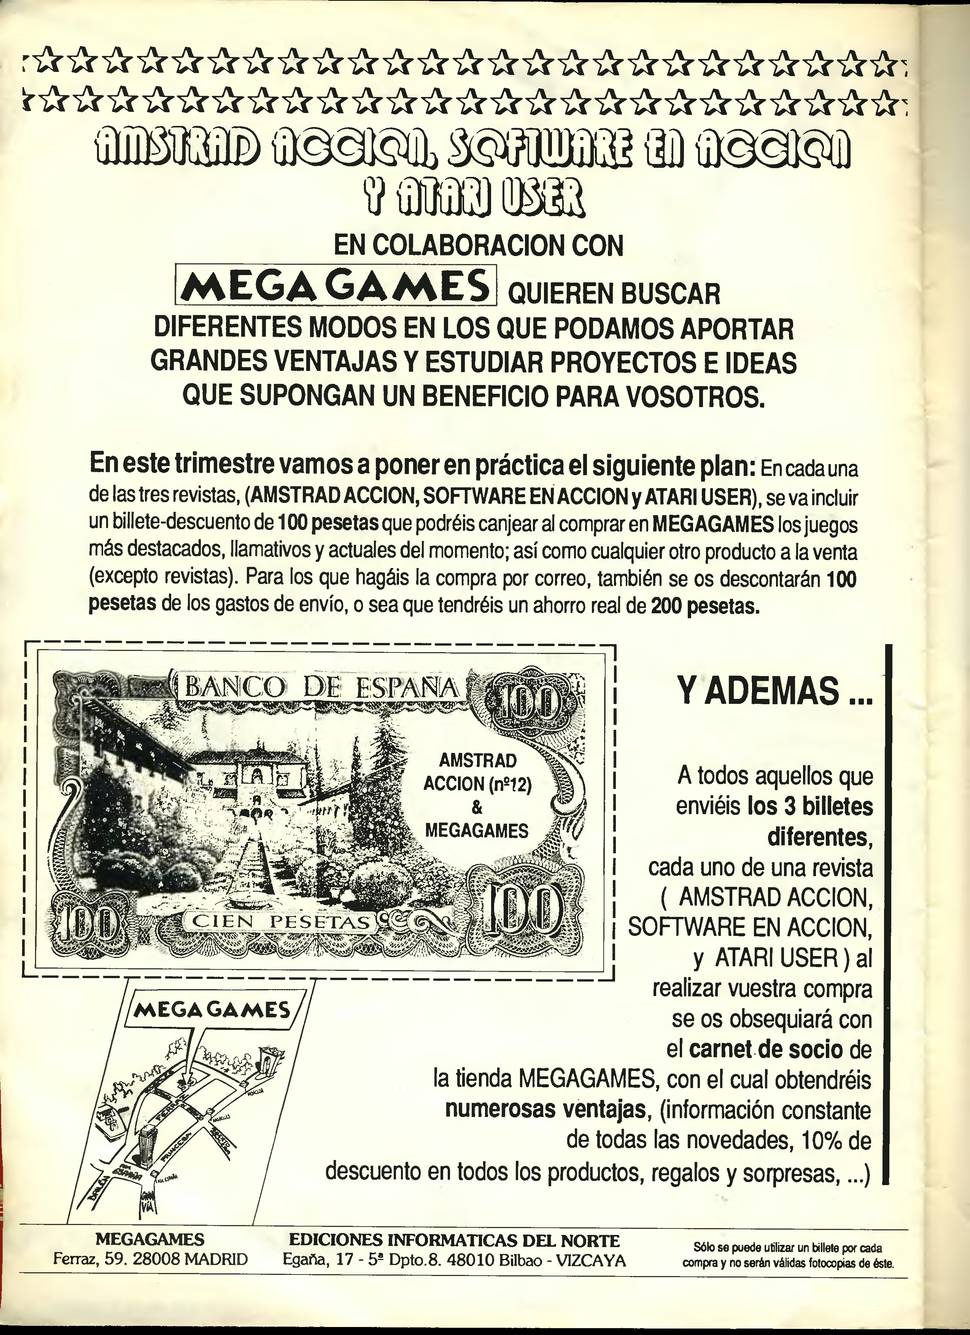 AMSTRAD ACCION, SOFTWARE EN ACCION
Y ATARI USER
EN COLABORACION CON
MEGA GAMES QUIEREN BUSCAR
DIFERENTES MODOS EN LOS QUE PODAMOS APORTAR
GRANDES VENTAJAS Y ESTUDIAR PROYECTOS E IDEAS
QUE SUPONGAN UN BENEFICIO PARA VOSOTROS.
En este trimestre vamos a poner en práctica el siguiente plan: En cada una
de las tres revistas, (AMSTRAD ACCION, SOFTWARE EN ACCION y ATARI USER), se va incluir
un billete-descuento de 100 pesetas que podréis canjear al comprar en MEGAGAMES los juegos
más destacados, llamativos y actuales del momento; así como cualquier otro producto a la venta
(excepto revistas). Para los que hagáis la compra por correo, también se os descontarán 100
pesetas de los gastos de envío, o sea que tendréis un ahorro real de 200 pesetas.
BANCO DE ESPAÑA
100
AMSTRAD
ACCION (nº12)
&
MEGAGAMES
100
CIEN PESETAS
100
Y ADEMAS ...
A todos aquellos que
enviéis los 3 billetes
diferentes,
cada uno de una revista
( AMSTRAD ACCION,
SOFTWARE EN ACCION,
y ATARI USER ) al
realizar vuestra compra
se os obsequiará con
el carnet de socio de
la tienda MEGAGAMES, con el cual obtendréis
numerosas ventajas, (información constante
de todas las novedades, 10% de
descuento en todos los productos, regalos y sorpresas, ...)
MEGA GAMES
PRINCESA
GRAN
VIA
MEGAGAMES
Ferraz, 59. 28008 MADRID
EDICIONES INFORMATICAS DEL NORTE
Egaña, 17 - 5ª Dpto.8. 48010 Bilbao - VIZCAYA
Sólo se puede utilizar un billete por cada
compra y no serán válidas fotocopias de éste.